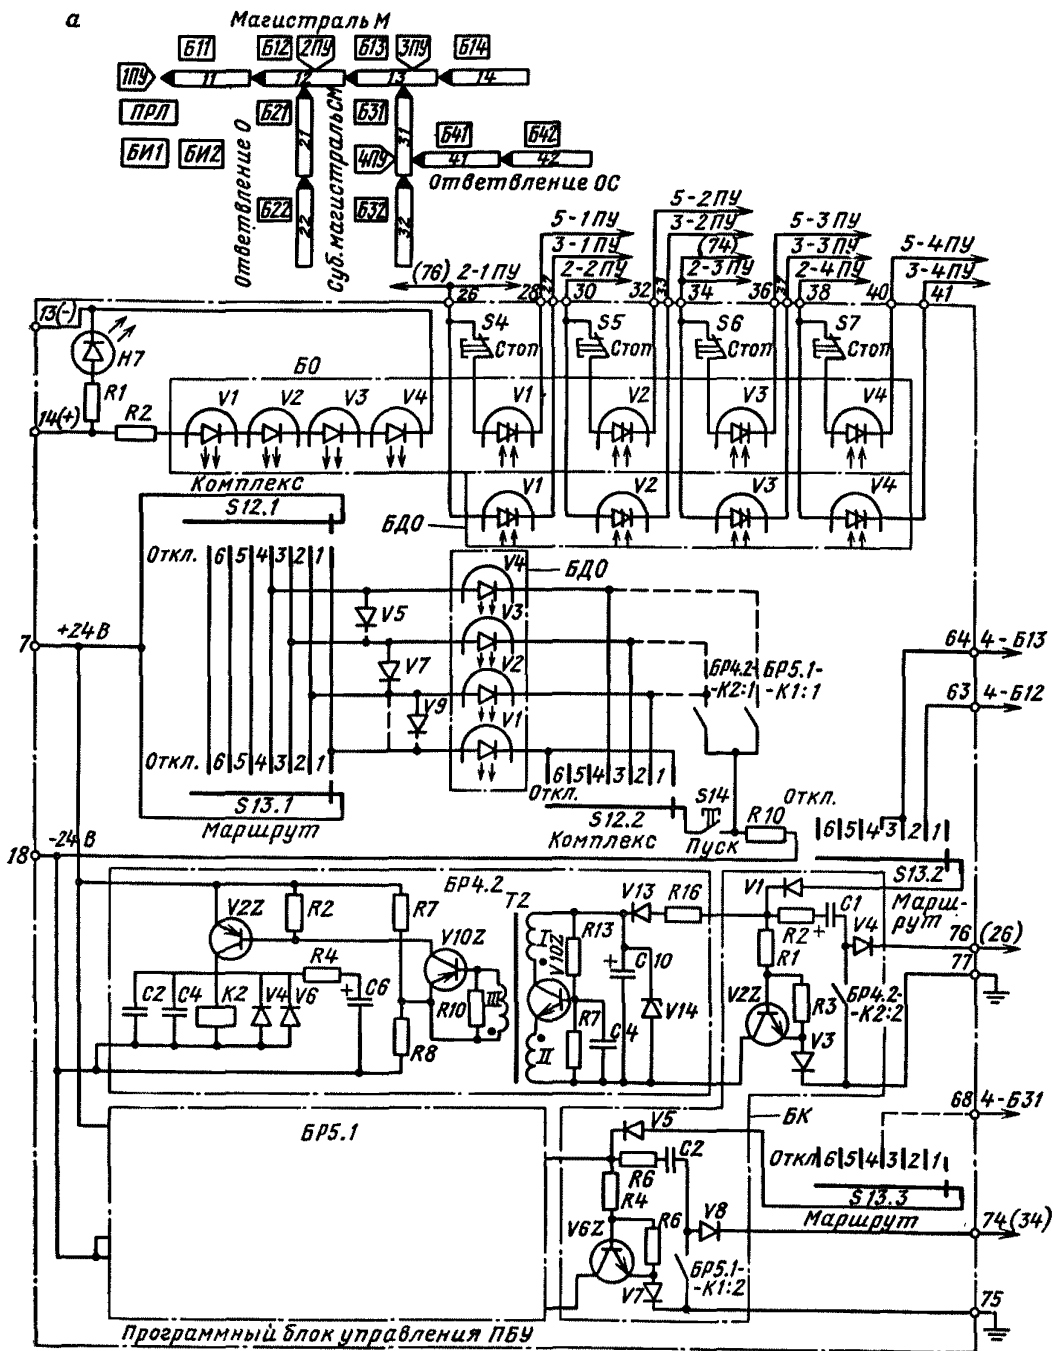 а
Магистраль М
Б11 Б12 2ПУ Б13 3ПУ Б14
1ПУ 11 12 13 14
ПРЛ Б21 21 Б31 31
БИ1 БИ2 4ПУ Б41 41 Б42 42
Ответвление О
Суб.магистраль СМ
Ответвление ОС
Б22 22 Б32 32
5-1ПУ 5-2ПУ 5-3ПУ 5-4ПУ
3-1ПУ 3-2ПУ 3-3ПУ 3-4ПУ
(76) 2-1ПУ 2-2ПУ (74) 2-3ПУ 2-4ПУ
26 28 30 32 33 34 36 38 40 41
13(-)
S4 Стоп S5 Стоп S6 Стоп S7 Стоп
H7
R1
БО
14(+) R2 V1 V2 V3 V4 V1 V2 V3 V4
Комплекс
S12.1
БДО V1 V2 V3 V4
Откл. 6 5 4 3 2 1
V4 БДО
V5 V3
7 +24В
V7 V2
V9 V1
БР4.2-
-К2:1
БР5.1-
-К1:1
64 4-Б13
63 4-Б12
Откл. 6 5 4 3 2 1
S13.1
Маршрут
6 5 4 3 2 1
Откл.
S12.2
Комплекс
S14
Пуск
R10
Откл.
6 5 4 3 2 1
S13.2
Маршрут
18 -24В
БР4.2
V2Z R2 R7 T2 V13 R16 V1 C1
V10Z I R13 R2 + V4 76 (26)
R4 V10Z + C10 R1 77
C2 C4 K2 V4 V6 + C6 R10 III R7 C4 V14 V2Z R3
R8 II V3
БР4.2-
-К2:2
БР5.1
БК
68 4-Б31
V5 C2
Откл. 6 5 4 3 2 1
R6
R4
S13.3
Маршрут
V6Z R6 V8 74(34)
V7
БР5.1-
-К1:2
75
Программный блок управления ПБУ